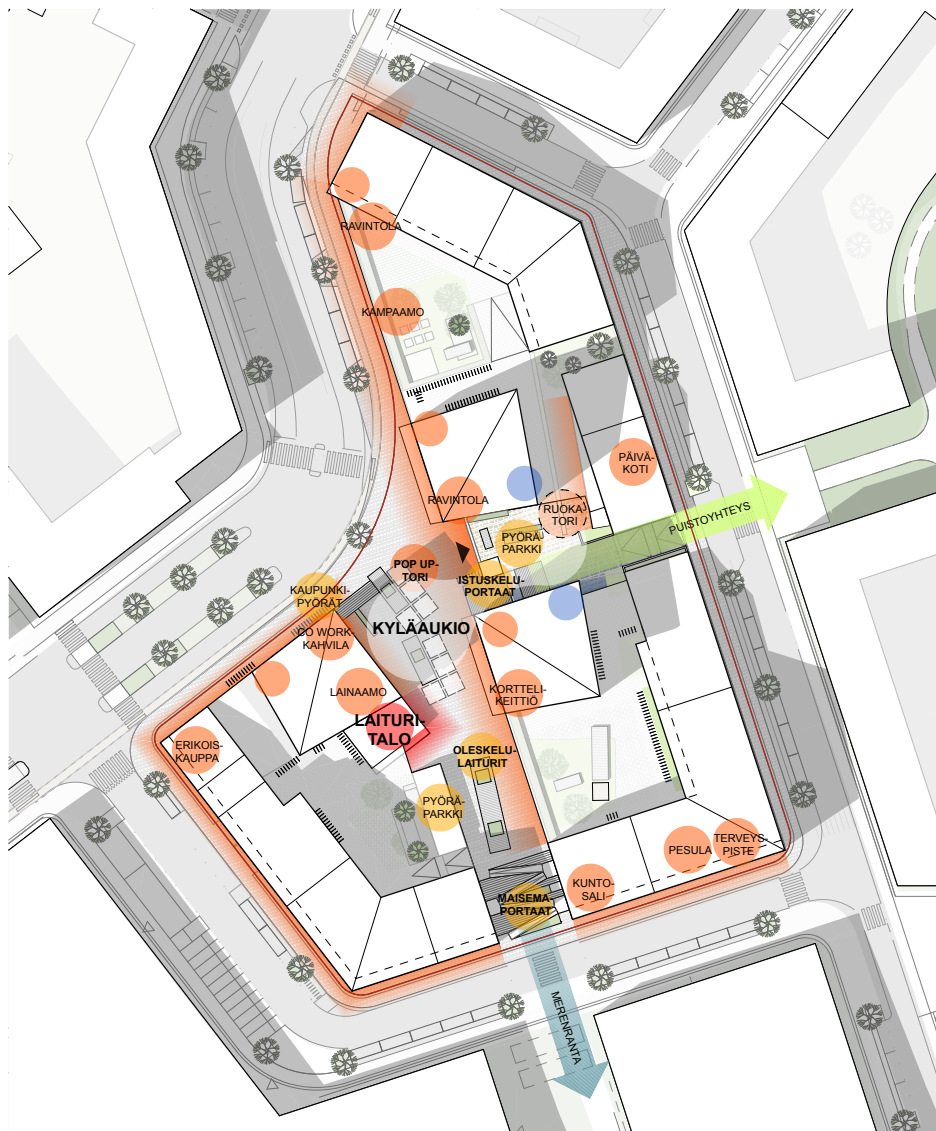 RAVINTOLA
KAMPAAMO
PÄIVÄ-
KOTI
RAVINTOLA
RUOKA-
TORI
PUISTOYHTEYS
PYÖRÄ-
PARKKI
POP UP-
TORI
ISTUSKELU-
PORTAAT
KAUPUNKI-
PYÖRÄT
KYLÄAUKIO
CO WORK-
KAHVILA
LAINAAMO
KORTTELI-
KEITTIÖ
LAITURI-
TALO
ERIKOIS-
KAUPPA
OLESKELU-
LAITURIT
PYÖRÄ-
PARKKI
PESULA
TERVEYS-
PISTE
KUNTO-
SALI
MAISEMA-
PORTAAT
MERENRANTA